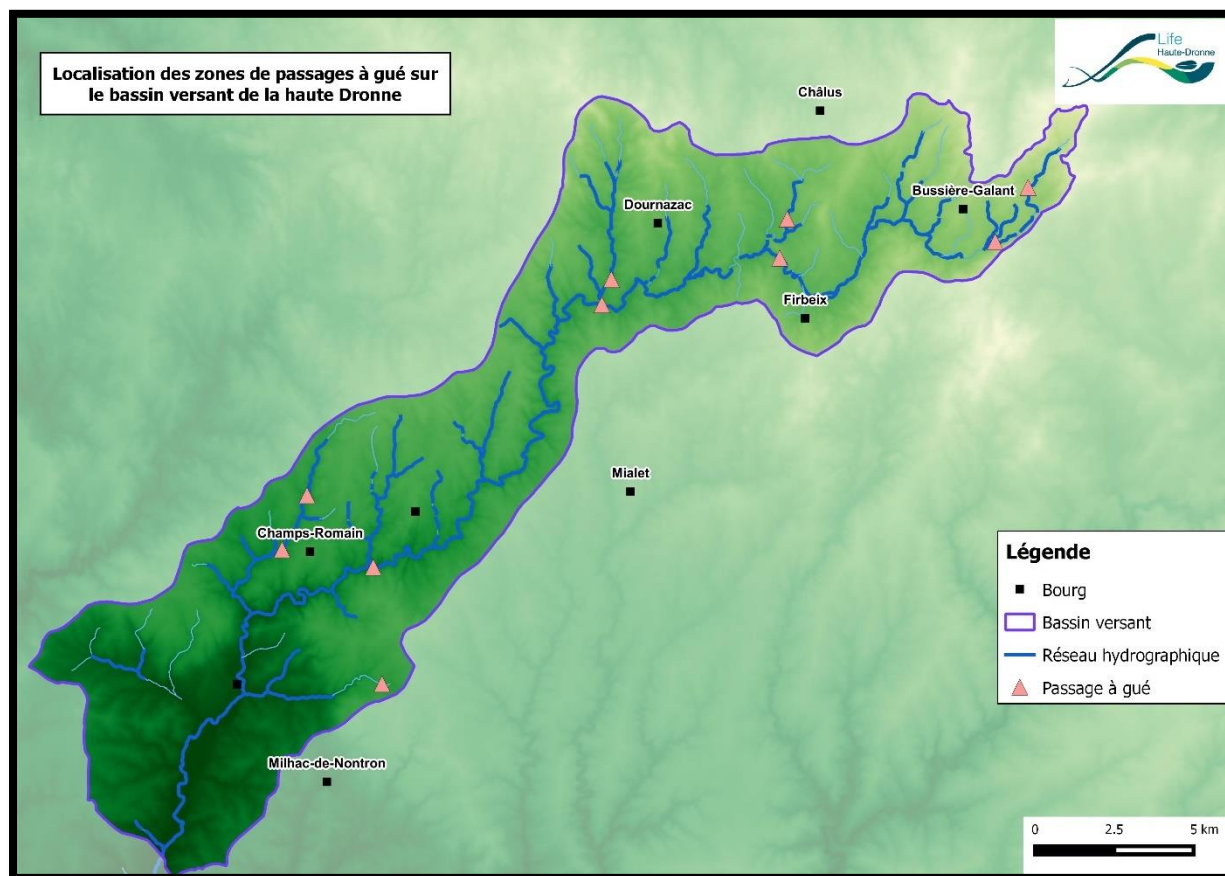 Localisation des zones de passages à gué sur
le bassin versant de la haute Dronne
Life
Haute-Dronne
Châlus
Bussière-Galant
Dournazac
Firbeix
Mialet
Champs-Romain
Milhac-de-Nontron
Légende
Bourg
Bassin versant
Réseau hydrographique
Passage à gué
0 2.5 5 km